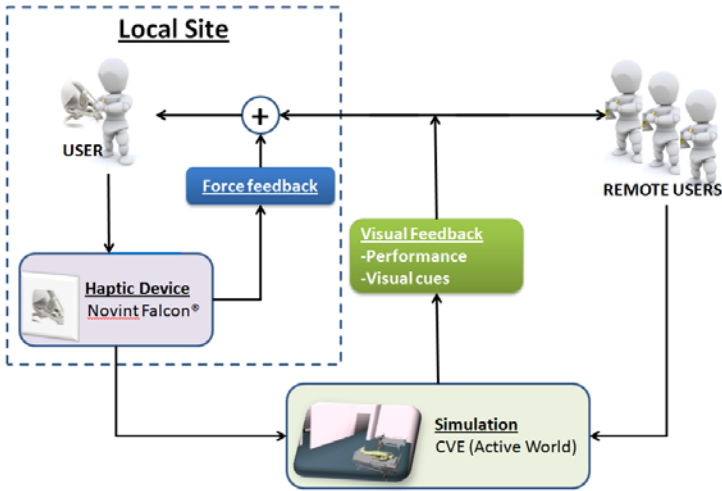 Local Site
+
USER
REMOTE USERS
Force feedback
Visual Feedback
-Performance
-Visual cues
Haptic Device
Novint Falcon®
Simulation
CVE (Active World)